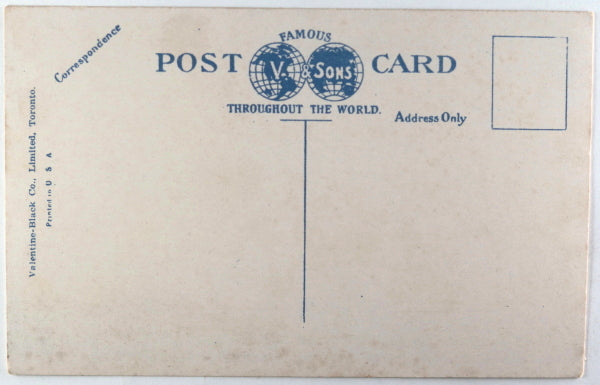 Correspondence
FAMOUS
POST V. & SONS CARD
THROUGHOUT THE WORLD.
Address Only
Valentine-Black Co., Limited, Toronto.
Printed in U S A